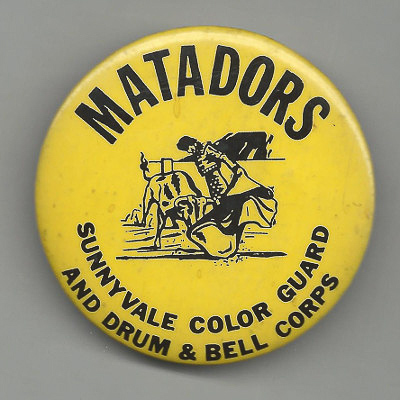 MATADORS
SUNNYVALE COLOR GUARD
AND DRUM & BELL CORPS